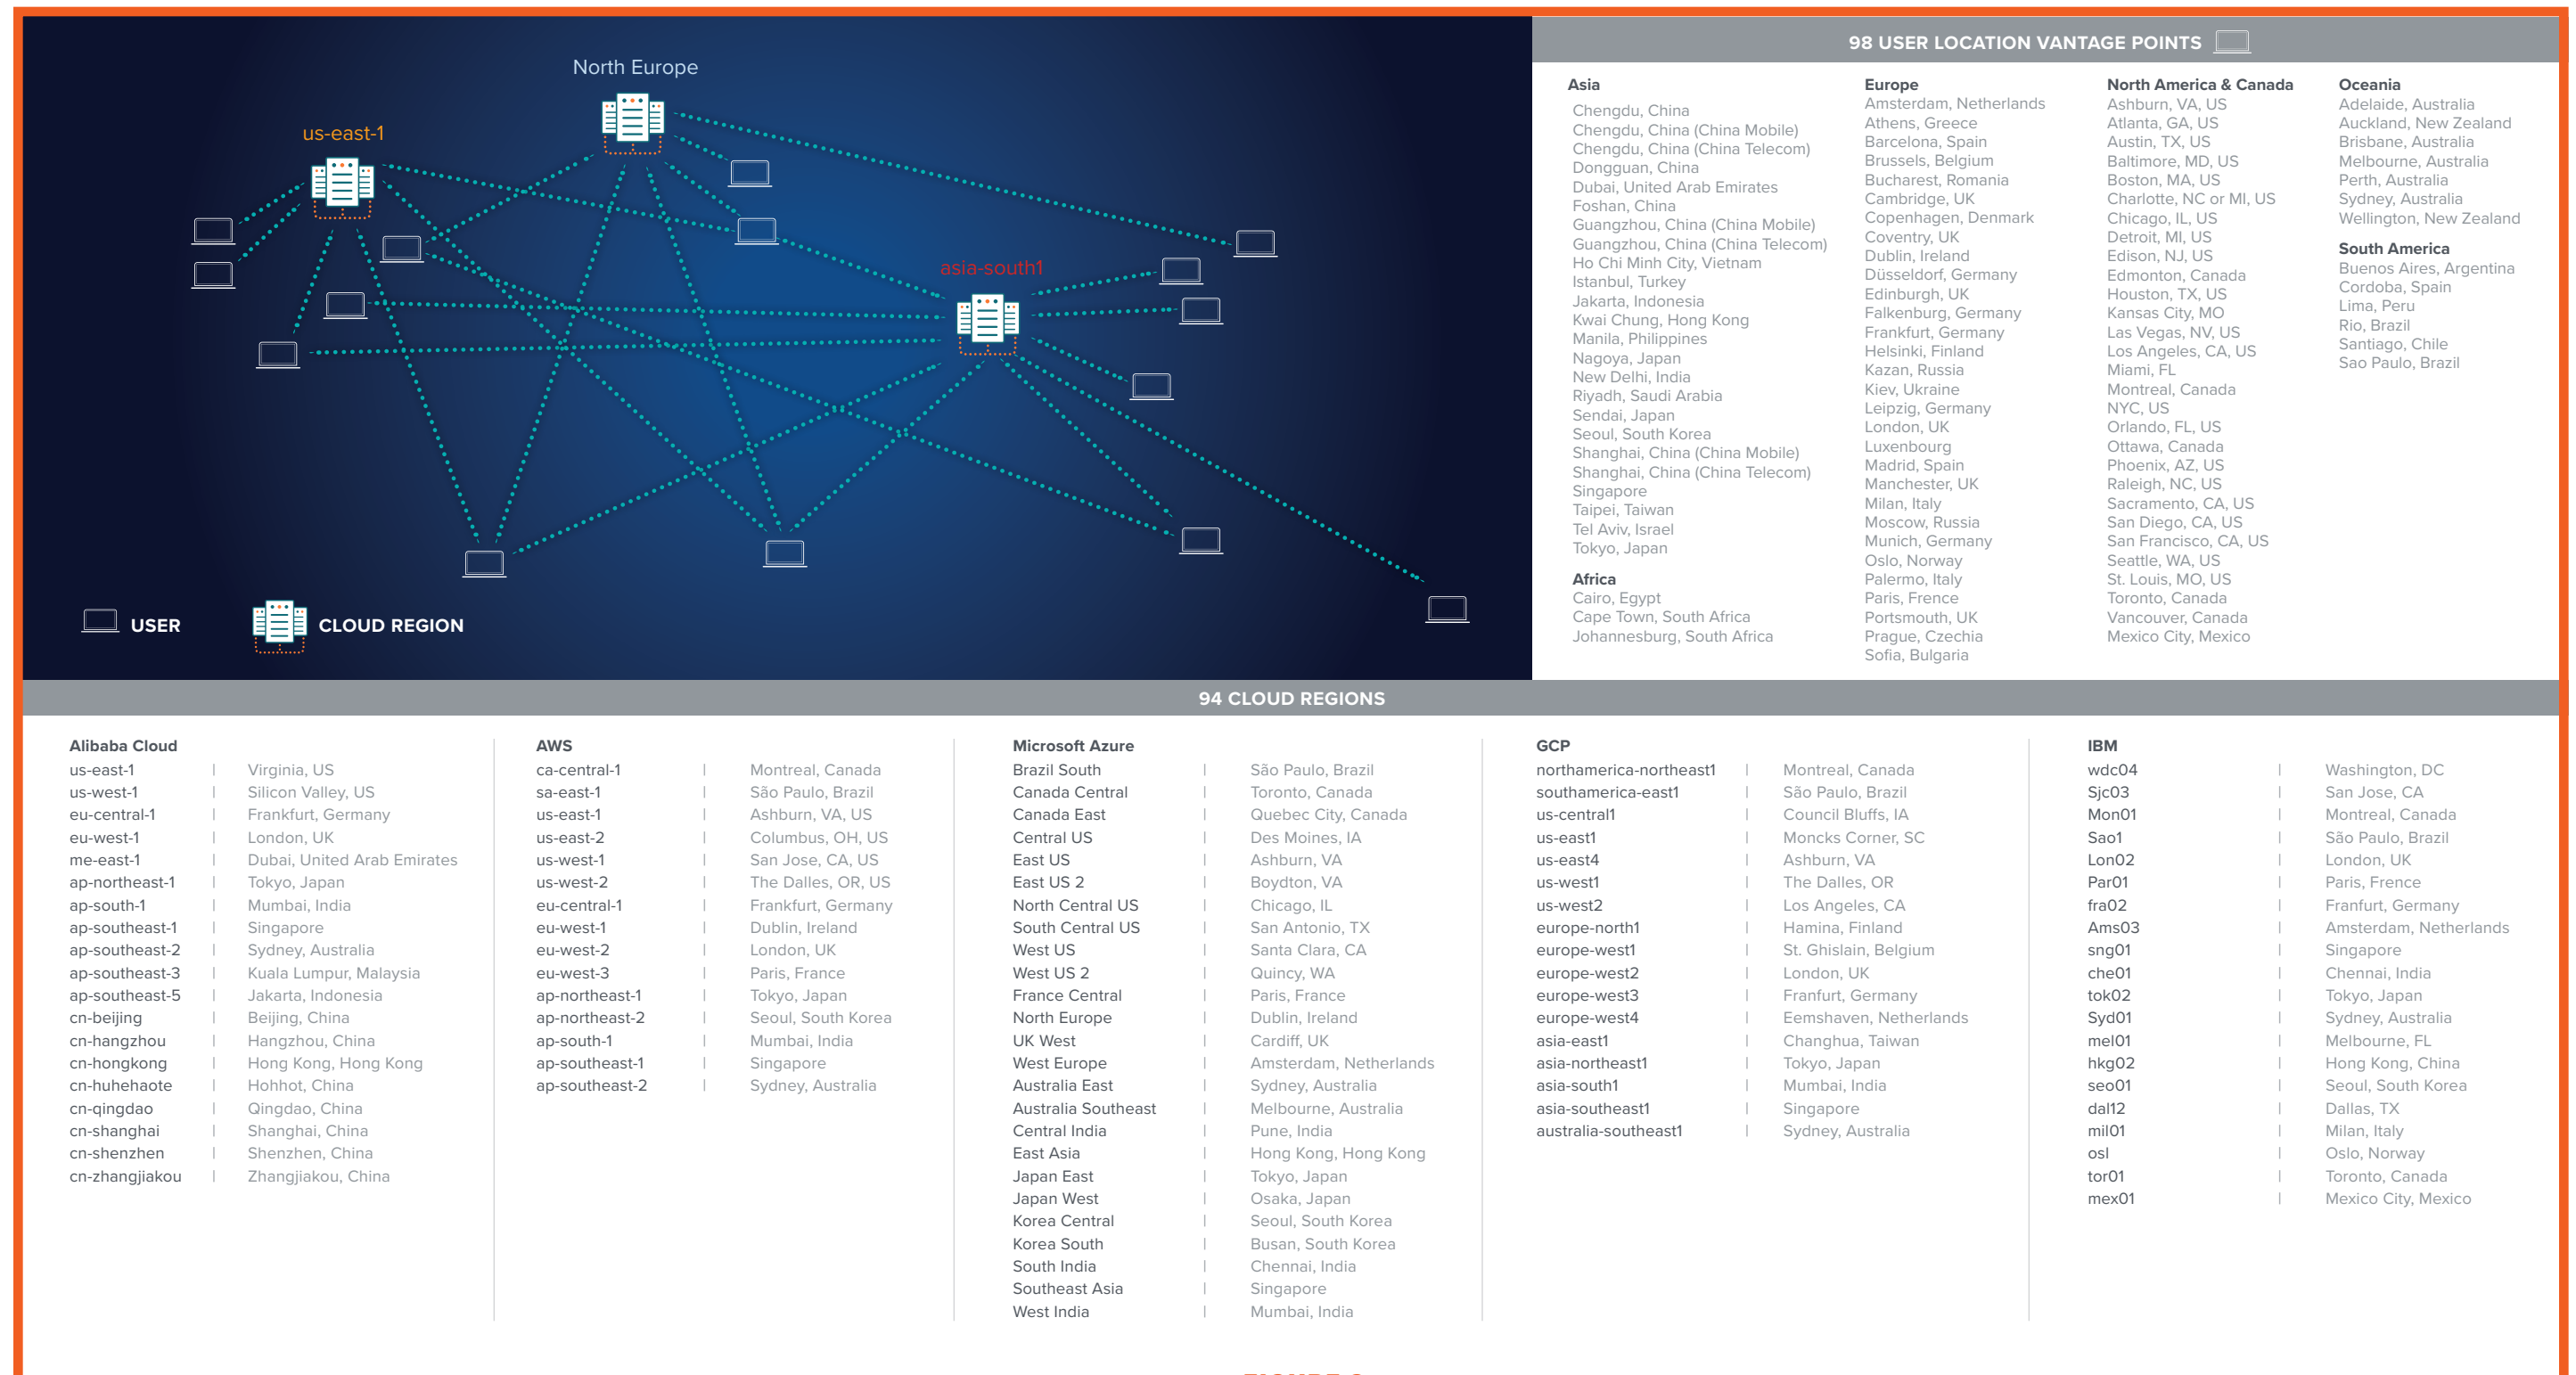 North Europe
us-east-1
asia-south1
USER
CLOUD REGION
98 USER LOCATION VANTAGE POINTS
Asia
Chengdu, China
Chengdu, China (China Mobile)
Chengdu, China (China Telecom)
Dongguan, China
Dubai, United Arab Emirates
Foshan, China
Guangzhou, China (China Mobile)
Guangzhou, China (China Telecom)
Ho Chi Minh City, Vietnam
Istanbul, Turkey
Jakarta, Indonesia
Kwai Chung, Hong Kong
Manila, Philippines
Nagoya, Japan
New Delhi, India
Riyadh, Saudi Arabia
Sendai, Japan
Seoul, South Korea
Shanghai, China (China Mobile)
Shanghai, China (China Telecom)
Singapore
Taipei, Taiwan
Tel Aviv, Israel
Tokyo, Japan
Africa
Cairo, Egypt
Cape Town, South Africa
Johannesburg, South Africa
Europe
Amsterdam, Netherlands
Athens, Greece
Barcelona, Spain
Brussels, Belgium
Bucharest, Romania
Cambridge, UK
Copenhagen, Denmark
Coventry, UK
Dublin, Ireland
Düsseldorf, Germany
Edinburgh, UK
Falkenburg, Germany
Frankfurt, Germany
Helsinki, Finland
Kazan, Russia
Kiev, Ukraine
Leipzig, Germany
London, UK
Luxenbourg
Madrid, Spain
Manchester, UK
Milan, Italy
Moscow, Russia
Munich, Germany
Oslo, Norway
Palermo, Italy
Paris, Frence
Portsmouth, UK
Prague, Czechia
Sofia, Bulgaria
North America & Canada
Ashburn, VA, US
Atlanta, GA, US
Austin, TX, US
Baltimore, MD, US
Boston, MA, US
Charlotte, NC or MI, US
Chicago, IL, US
Detroit, MI, US
Edison, NJ, US
Edmonton, Canada
Houston, TX, US
Kansas City, MO
Las Vegas, NV, US
Los Angeles, CA, US
Miami, FL
Montreal, Canada
NYC, US
Orlando, FL, US
Ottawa, Canada
Phoenix, AZ, US
Raleigh, NC, US
Sacramento, CA, US
San Diego, CA, US
San Francisco, CA, US
Seattle, WA, US
St. Louis, MO, US
Toronto, Canada
Vancouver, Canada
Mexico City, Mexico
Oceania
Adelaide, Australia
Auckland, New Zealand
Brisbane, Australia
Melbourne, Australia
Perth, Australia
Sydney, Australia
Wellington, New Zealand
South America
Buenos Aires, Argentina
Cordoba, Spain
Lima, Peru
Rio, Brazil
Santiago, Chile
Sao Paulo, Brazil
94 CLOUD REGIONS
Alibaba Cloud
us-east-1 | Virginia, US
us-west-1 | Silicon Valley, US
eu-central-1 | Frankfurt, Germany
eu-west-1 | London, UK
me-east-1 | Dubai, United Arab Emirates
ap-northeast-1 | Tokyo, Japan
ap-south-1 | Mumbai, India
ap-southeast-1 | Singapore
ap-southeast-2 | Sydney, Australia
ap-southeast-3 | Kuala Lumpur, Malaysia
ap-southeast-5 | Jakarta, Indonesia
cn-beijing | Beijing, China
cn-hangzhou | Hangzhou, China
cn-hongkong | Hong Kong, Hong Kong
cn-huhehaote | Hohhot, China
cn-qingdao | Qingdao, China
cn-shanghai | Shanghai, China
cn-shenzhen | Shenzhen, China
cn-zhangjiakou | Zhangjiakou, China
AWS
ca-central-1 | Montreal, Canada
sa-east-1 | São Paulo, Brazil
us-east-1 | Ashburn, VA, US
us-east-2 | Columbus, OH, US
us-west-1 | San Jose, CA, US
us-west-2 | The Dalles, OR, US
eu-central-1 | Frankfurt, Germany
eu-west-1 | Dublin, Ireland
eu-west-2 | London, UK
eu-west-3 | Paris, France
ap-northeast-1 | Tokyo, Japan
ap-northeast-2 | Seoul, South Korea
ap-south-1 | Mumbai, India
ap-southeast-1 | Singapore
ap-southeast-2 | Sydney, Australia
Microsoft Azure
Brazil South | São Paulo, Brazil
Canada Central | Toronto, Canada
Canada East | Quebec City, Canada
Central US | Des Moines, IA
East US | Ashburn, VA
East US 2 | Boydton, VA
North Central US | Chicago, IL
South Central US | San Antonio, TX
West US | Santa Clara, CA
West US 2 | Quincy, WA
France Central | Paris, France
North Europe | Dublin, Ireland
UK West | Cardiff, UK
West Europe | Amsterdam, Netherlands
Australia East | Sydney, Australia
Australia Southeast | Melbourne, Australia
Central India | Pune, India
East Asia | Hong Kong, Hong Kong
Japan East | Tokyo, Japan
Japan West | Osaka, Japan
Korea Central | Seoul, South Korea
Korea South | Busan, South Korea
South India | Chennai, India
Southeast Asia | Singapore
West India | Mumbai, India
GCP
northamerica-northeast1 | Montreal, Canada
southamerica-east1 | São Paulo, Brazil
us-central1 | Council Bluffs, IA
us-east1 | Moncks Corner, SC
us-east4 | Ashburn, VA
us-west1 | The Dalles, OR
us-west2 | Los Angeles, CA
europe-north1 | Hamina, Finland
europe-west1 | St. Ghislain, Belgium
europe-west2 | London, UK
europe-west3 | Franfurt, Germany
europe-west4 | Eemshaven, Netherlands
asia-east1 | Changhua, Taiwan
asia-northeast1 | Tokyo, Japan
asia-south1 | Mumbai, India
asia-southeast1 | Singapore
australia-southeast1 | Sydney, Australia
IBM
wdc04 | Washington, DC
Sjc03 | San Jose, CA
Mon01 | Montreal, Canada
Sao1 | São Paulo, Brazil
Lon02 | London, UK
Par01 | Paris, Frence
fra02 | Franfurt, Germany
Ams03 | Amsterdam, Netherlands
sng01 | Singapore
che01 | Chennai, India
tok02 | Tokyo, Japan
Syd01 | Sydney, Australia
mel01 | Melbourne, FL
hkg02 | Hong Kong, China
seo01 | Seoul, South Korea
dal12 | Dallas, TX
mil01 | Milan, Italy
osl | Oslo, Norway
tor01 | Toronto, Canada
mex01 | Mexico City, Mexico